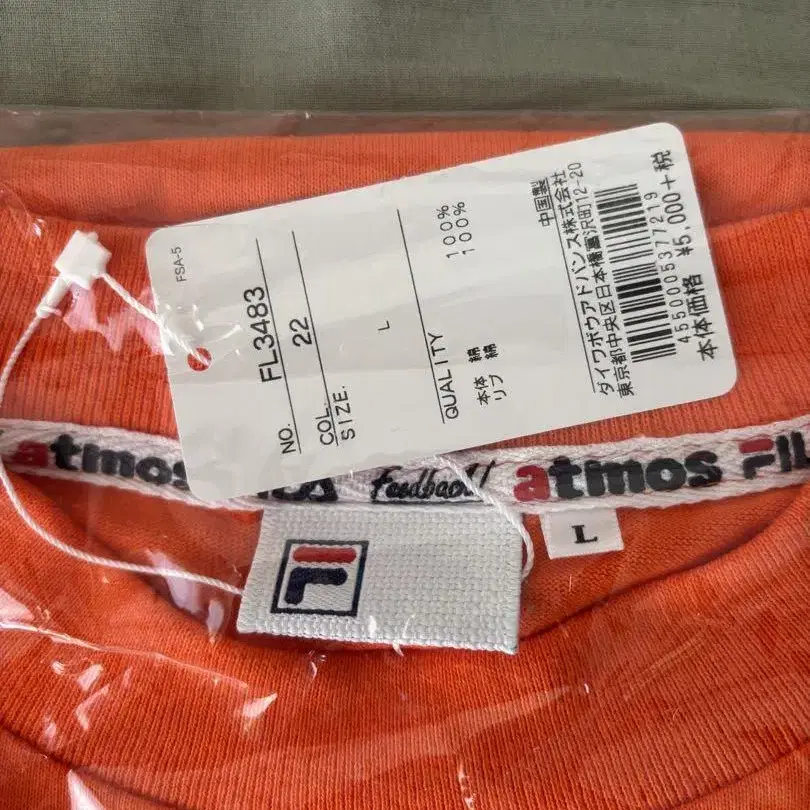 FSA-5
NO. FL3483
COL. 22
SIZE. L
QUALITY
本体 綿 100%
リブ 綿 100%
中国製
ダイワボウアドバンス株式会社
東京都中央区日本橋富沢町12-20
4550005377219
本体価格 ¥5,000+税
atmos Feedback! atmos FIL
L